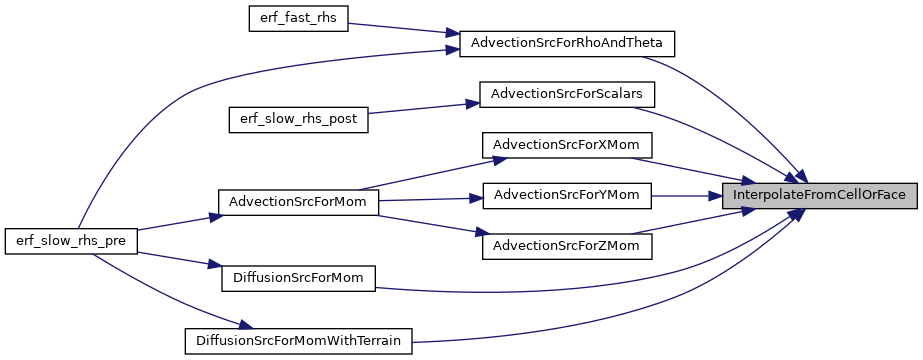 erf_fast_rhs
AdvectionSrcForRhoAndTheta
AdvectionSrcForScalars
erf_slow_rhs_post
AdvectionSrcForXMom
AdvectionSrcForMom
AdvectionSrcForYMom
InterpolateFromCellOrFace
erf_slow_rhs_pre
AdvectionSrcForZMom
DiffusionSrcForMom
DiffusionSrcForMomWithTerrain